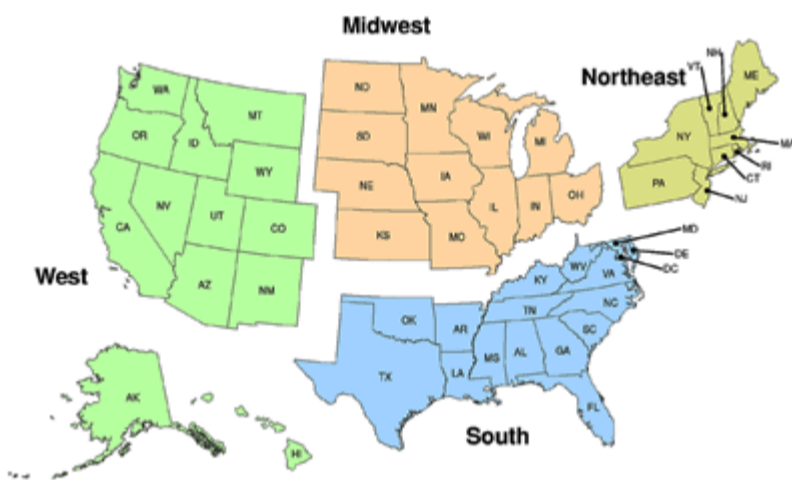 Midwest
Northeast
West
South
WA
OR
CA
ID
NV
MT
WY
UT
CO
AZ
NM
AK
HI
ND
SD
NE
KS
MN
IA
MO
WI
IL
MI
IN
OH
VT
NH
ME
NY
MA
RI
CT
PA
NJ
MD
DE
DC
WV
VA
KY
NC
TN
SC
OK
AR
TX
LA
MS
AL
GA
FL